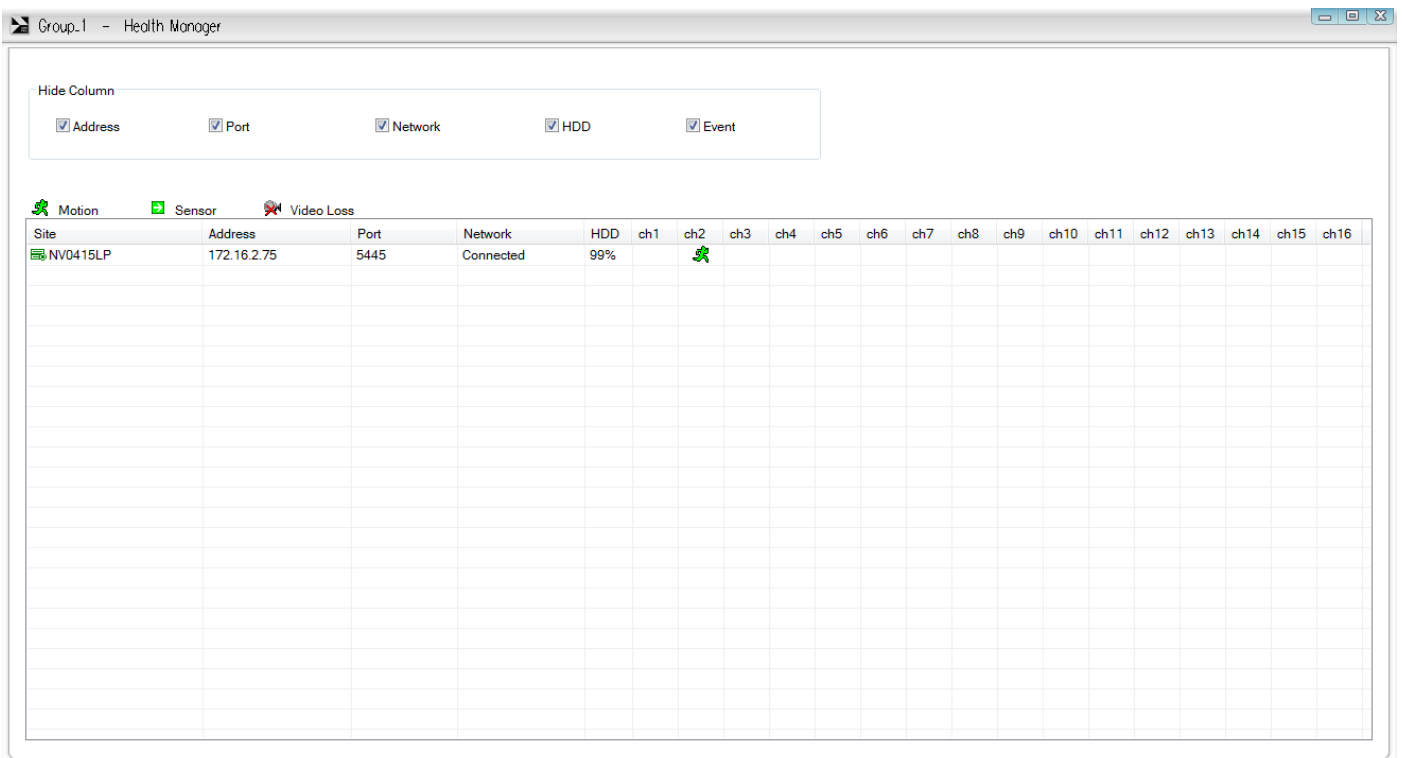 Group_1 - Health Manager
Hide Column
Address Port Network HDD Event
Motion Sensor Video Loss
Site Address Port Network HDD ch1 ch2 ch3 ch4 ch5 ch6 ch7 ch8 ch9 ch10 ch11 ch12 ch13 ch14 ch15 ch16
NV0415LP 172.16.2.75 5445 Connected 99%